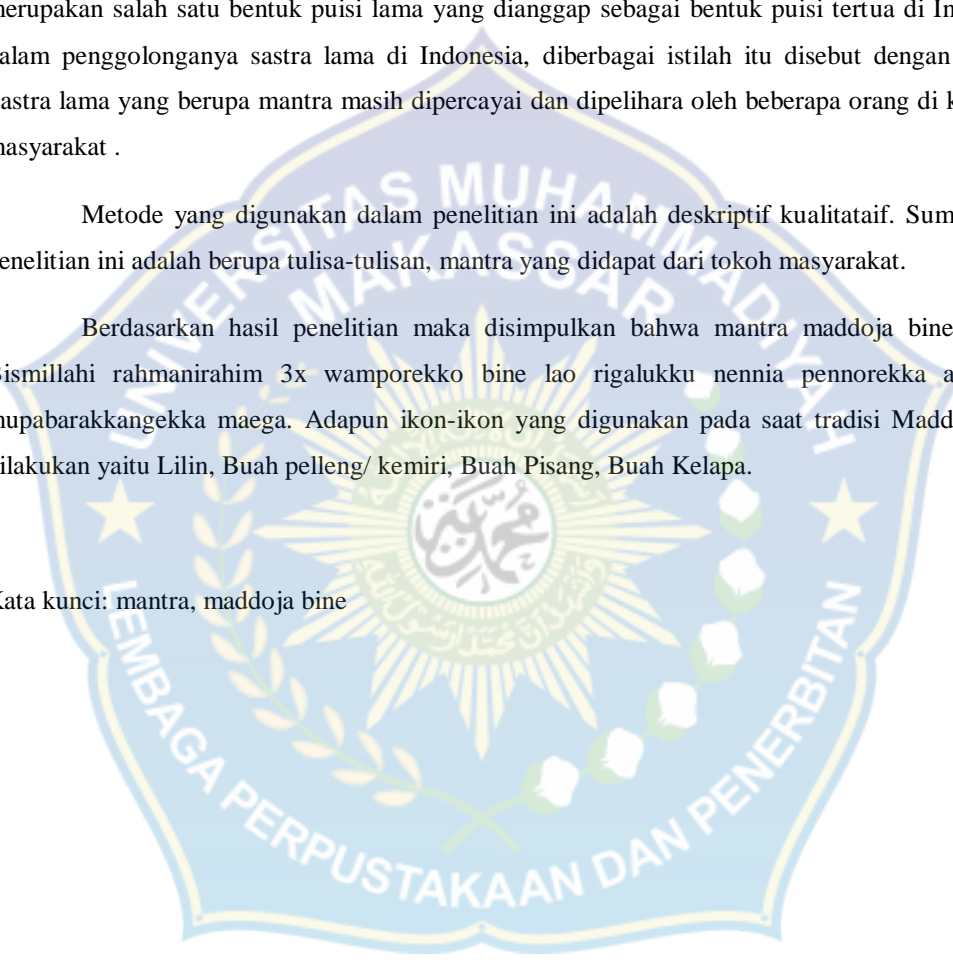 merupakan salah satu bentuk puisi lama yang dianggap sebagai bentuk puisi tertua di In
alam penggolonganya sastra lama di Indonesia, diberbagai istilah itu disebut dengan
astra lama yang berupa mantra masih dipercayai dan dipelihara oleh beberapa orang di k
masyarakat .
Metode yang digunakan dalam penelitian ini adalah deskriptif kualitataif. Sum
enelitian ini adalah berupa tulisa-tulisan, mantra yang didapat dari tokoh masyarakat.
Berdasarkan hasil penelitian maka disimpulkan bahwa mantra maddoja bine
Bismillahi rahmanirahim 3x wamporekko bine lao rigalukku nennia pennorekka a
mupabarakkangekka maega. Adapun ikon-ikon yang digunakan pada saat tradisi Madd
ilakukan yaitu Lilin, Buah pelleng/ kemiri, Buah Pisang, Buah Kelapa.
Kata kunci: mantra, maddoja bine
UNIVERSITAS MUHAMMADIYAH
MAKASSAR
محمدية
LEMBAGA PERPUSTAKAAN DAN PENERBITAN